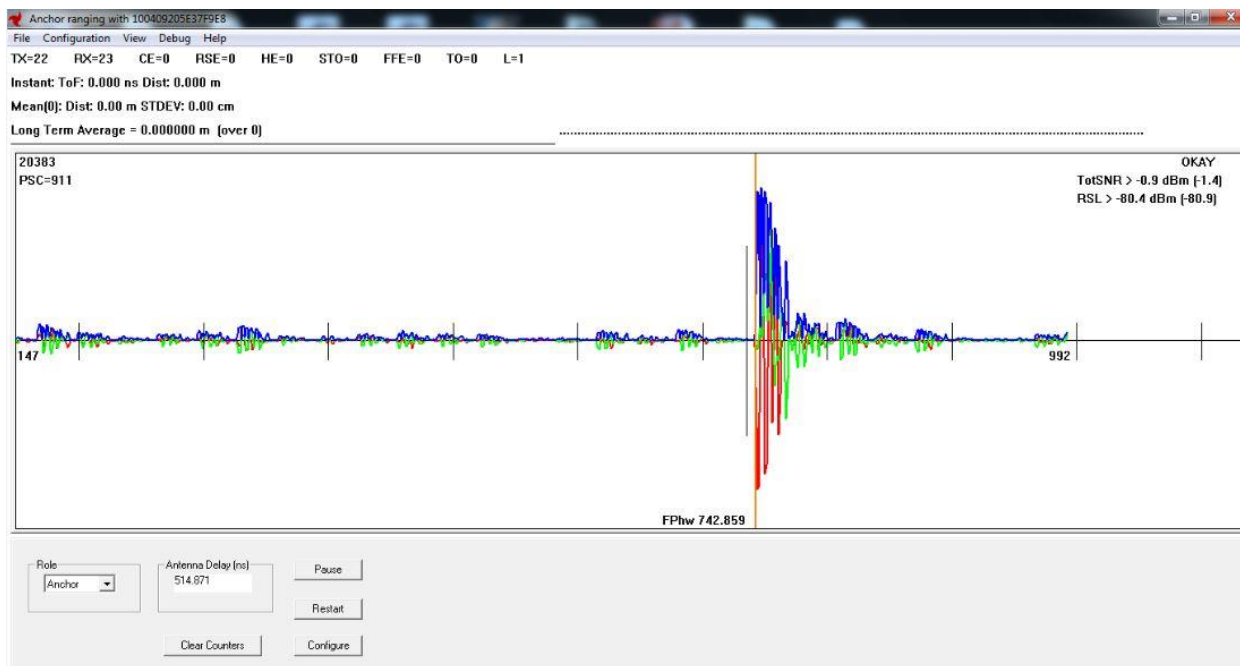 Anchor ranging with 100409205E37F9E8
File Configuration View Debug Help
TX=22 RX=23 CE=0 RSE=0 HE=0 STO=0 FFE=0 TO=0 L=1
Instant: ToF: 0.000 ns Dist: 0.000 m
Mean(0): Dist: 0.00 m STDEV: 0.00 cm
Long Term Average = 0.000000 m (over 0)
20383 OKAY
PSC=911 TotSNR > -0.9 dBm (-1.4)
RSL > -80.4 dBm (-80.9)
147 992
FPhw 742.859
Role Antenna Delay (ns) Pause
Anchor 514.871
Restart
Clear Counters Configure